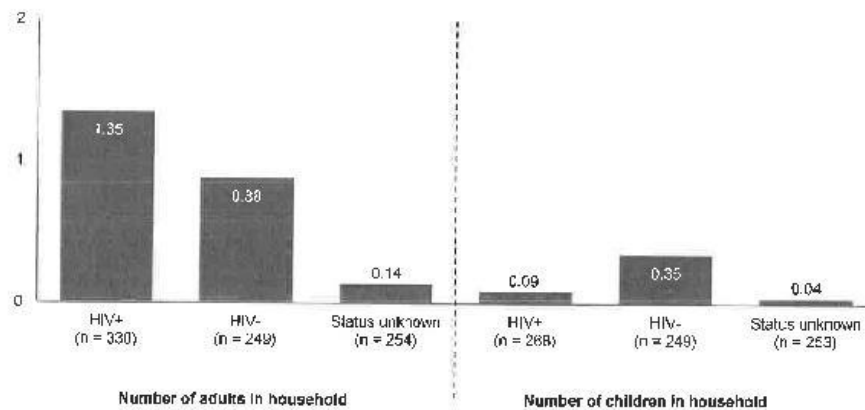 2
1
0
1.35
0.88
0.14
0.09
0.35
0.04
HIV+
(n = 330)
HIV-
(n = 249)
Status unknown
(n = 254)
HIV+
(n = 268)
HIV-
(n = 249)
Status unknown
(n = 253)
Number of adults in household
Number of children in household